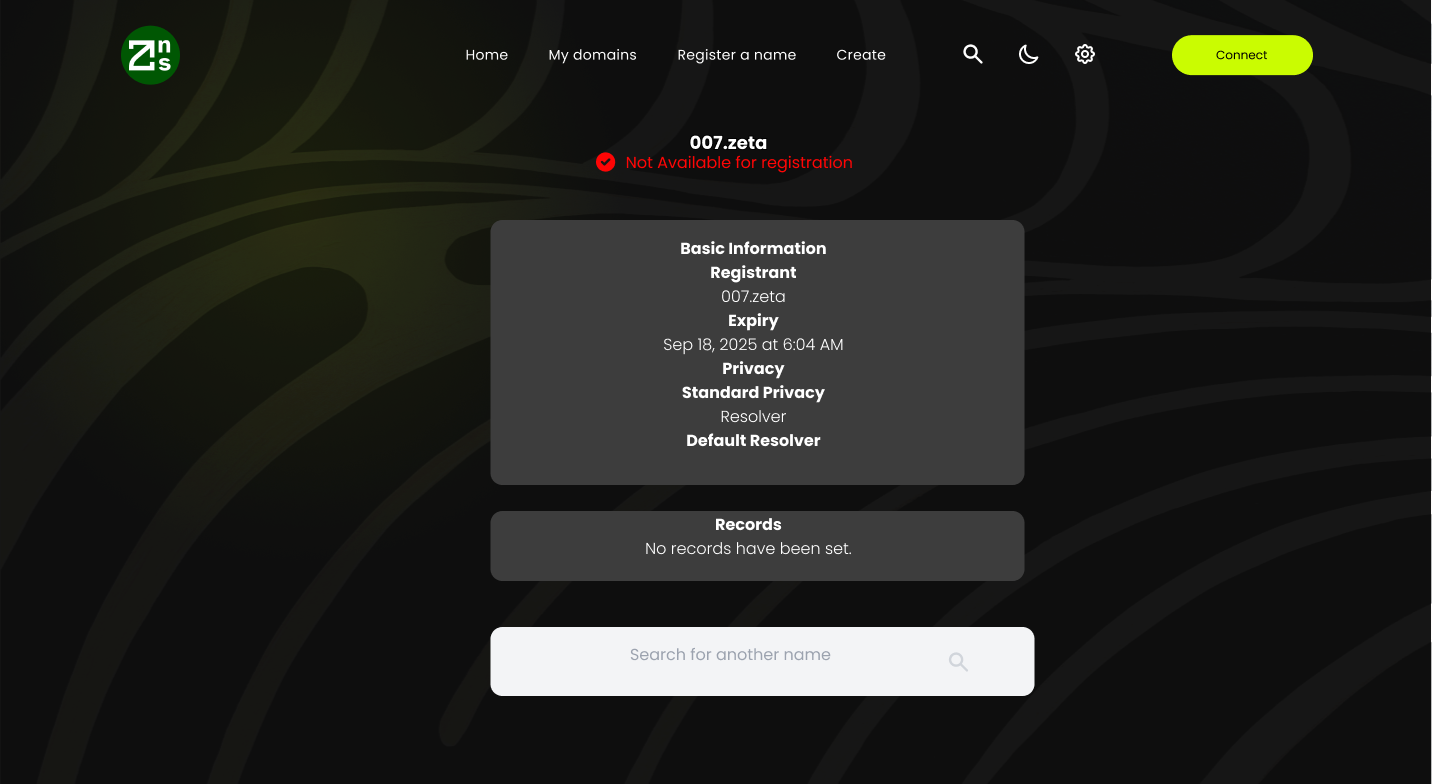 Zns
Home My domains Register a name Create Connect
007.zeta
Not Available for registration
Basic Information
Registrant
007.zeta
Expiry
Sep 18, 2025 at 6:04 AM
Privacy
Standard Privacy
Resolver
Default Resolver
Records
No records have been set.
Search for another name